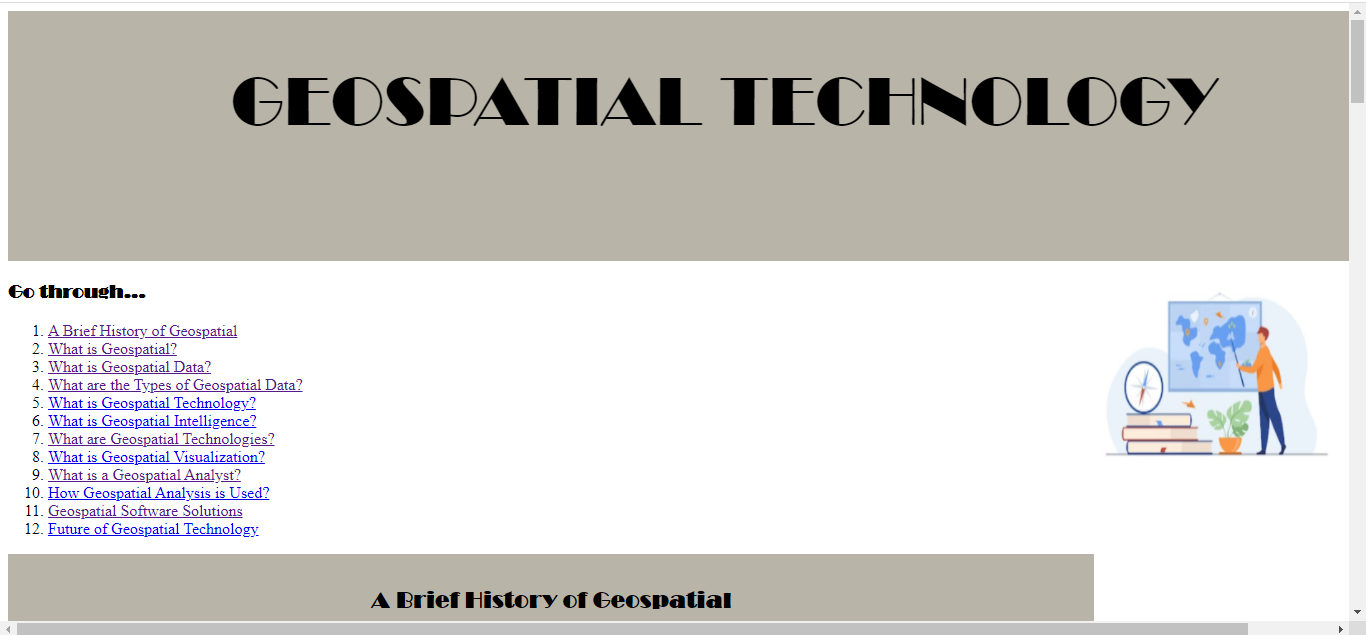 GEOSPATIAL TECHNOLOGY
Go through...
1. A Brief History of Geospatial
2. What is Geospatial?
3. What is Geospatial Data?
4. What are the Types of Geospatial Data?
5. What is Geospatial Technology?
6. What is Geospatial Intelligence?
7. What are Geospatial Technologies?
8. What is Geospatial Visualization?
9. What is a Geospatial Analyst?
10. How Geospatial Analysis is Used?
11. Geospatial Software Solutions
12. Future of Geospatial Technology
A Brief History of Geospatial